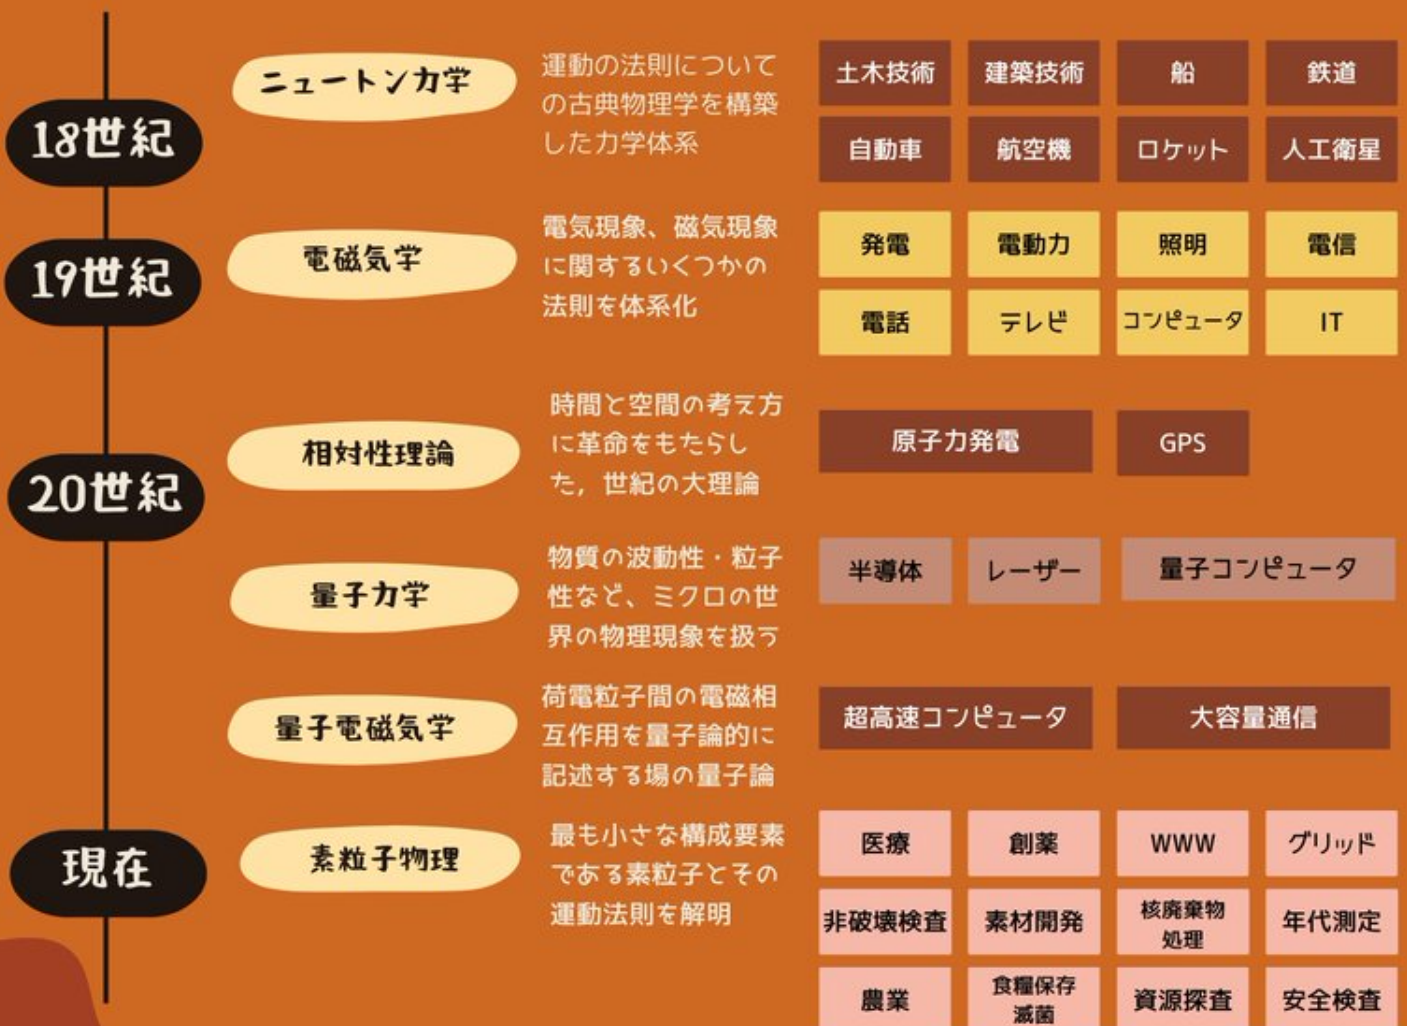 18世紀
ニュートン力学
運動の法則について
の古典物理学を構築
した力学体系
土木技術
建築技術
船
鉄道
自動車
航空機
ロケット
人工衛星
19世紀
電磁気学
電気現象、磁気現象
に関するいくつかの
法則を体系化
発電
電動力
照明
電信
電話
テレビ
コンピュータ
IT
20世紀
相対性理論
時間と空間の考え方
に革命をもたらし
た，世紀の大理論
原子力発電
GPS
量子力学
物質の波動性・粒子
性など、ミクロの世
界の物理現象を扱う
半導体
レーザー
量子コンピュータ
量子電磁気学
荷電粒子間の電磁相
互作用を量子論的に
記述する場の量子論
超高速コンピュータ
大容量通信
現在
素粒子物理
最も小さな構成要素
である素粒子とその
運動法則を解明
医療
創薬
WWW
グリッド
非破壊検査
素材開発
核廃棄物
処理
年代測定
農業
食糧保存
滅菌
資源探査
安全検査